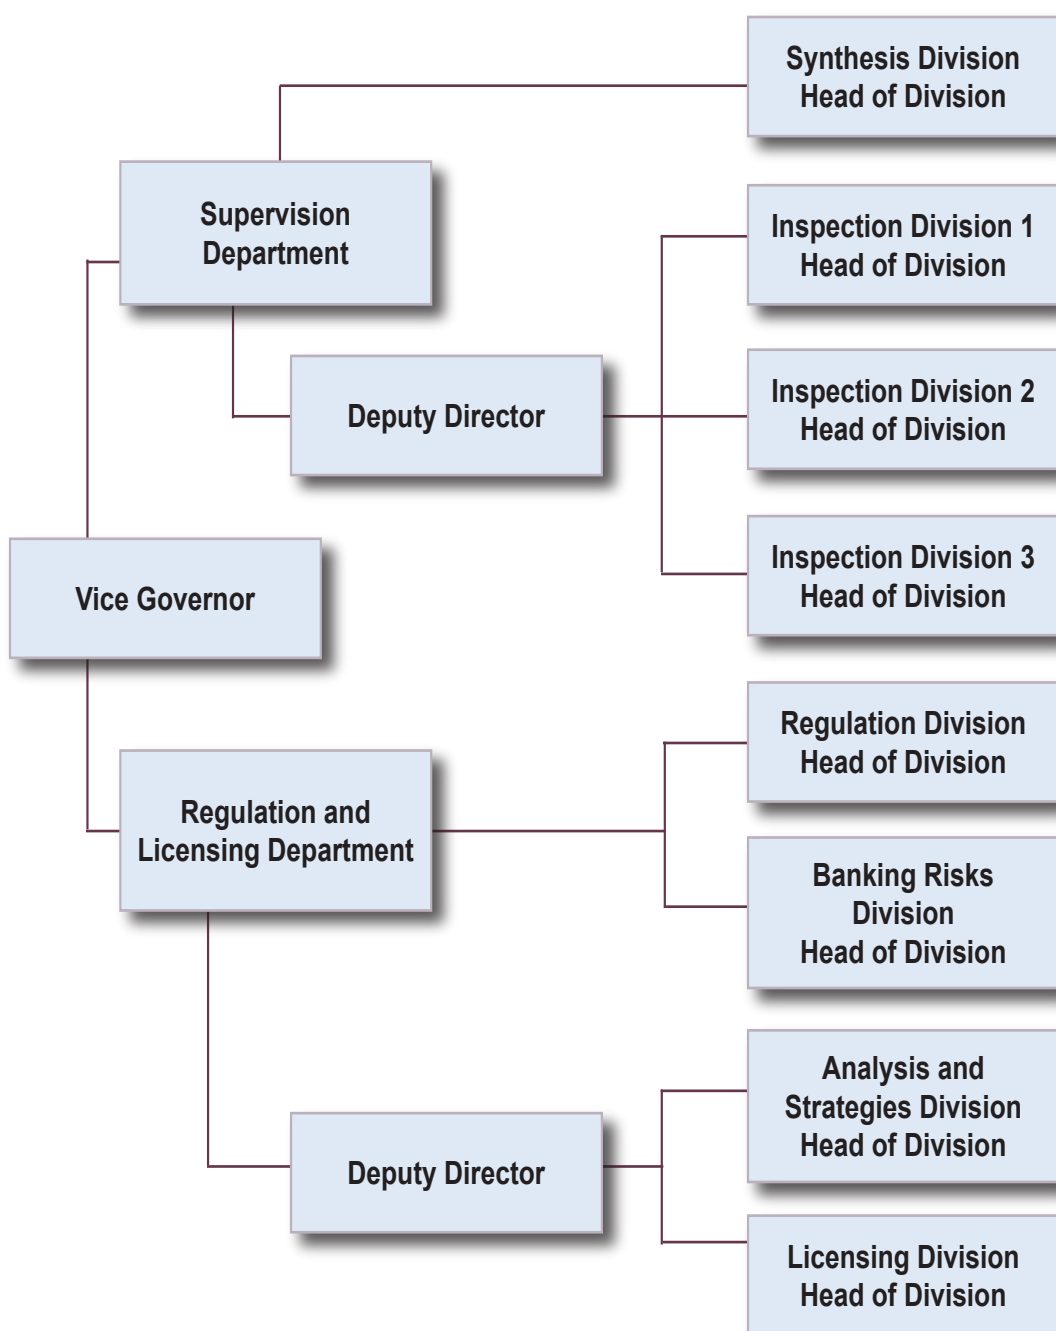 Synthesis Division
Head of Division
Supervision
Department
Inspection Division 1
Head of Division
Deputy Director
Inspection Division 2
Head of Division
Inspection Division 3
Head of Division
Vice Governor
Regulation Division
Head of Division
Regulation and
Licensing Department
Banking Risks
Division
Head of Division
Analysis and
Strategies Division
Head of Division
Deputy Director
Licensing Division
Head of Division